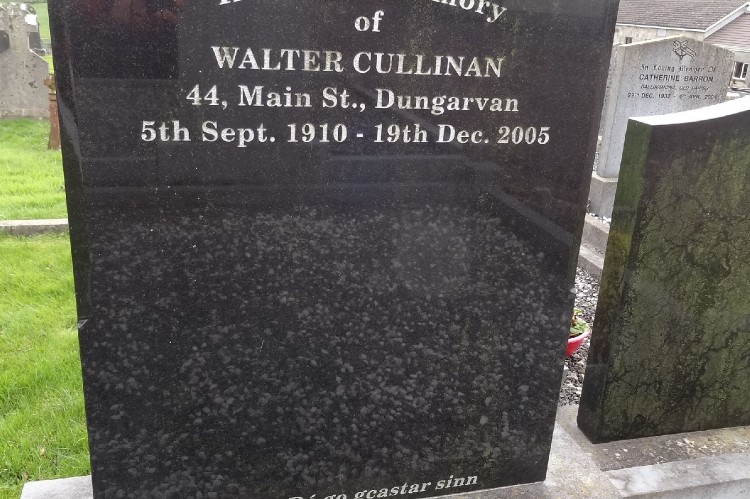 of
WALTER CULLINAN
44, Main St., Dungarvan
5th Sept. 1910 - 19th Dec. 2005
go gcastar sinn
In Loving Memory Of
CATHERINE BARRON